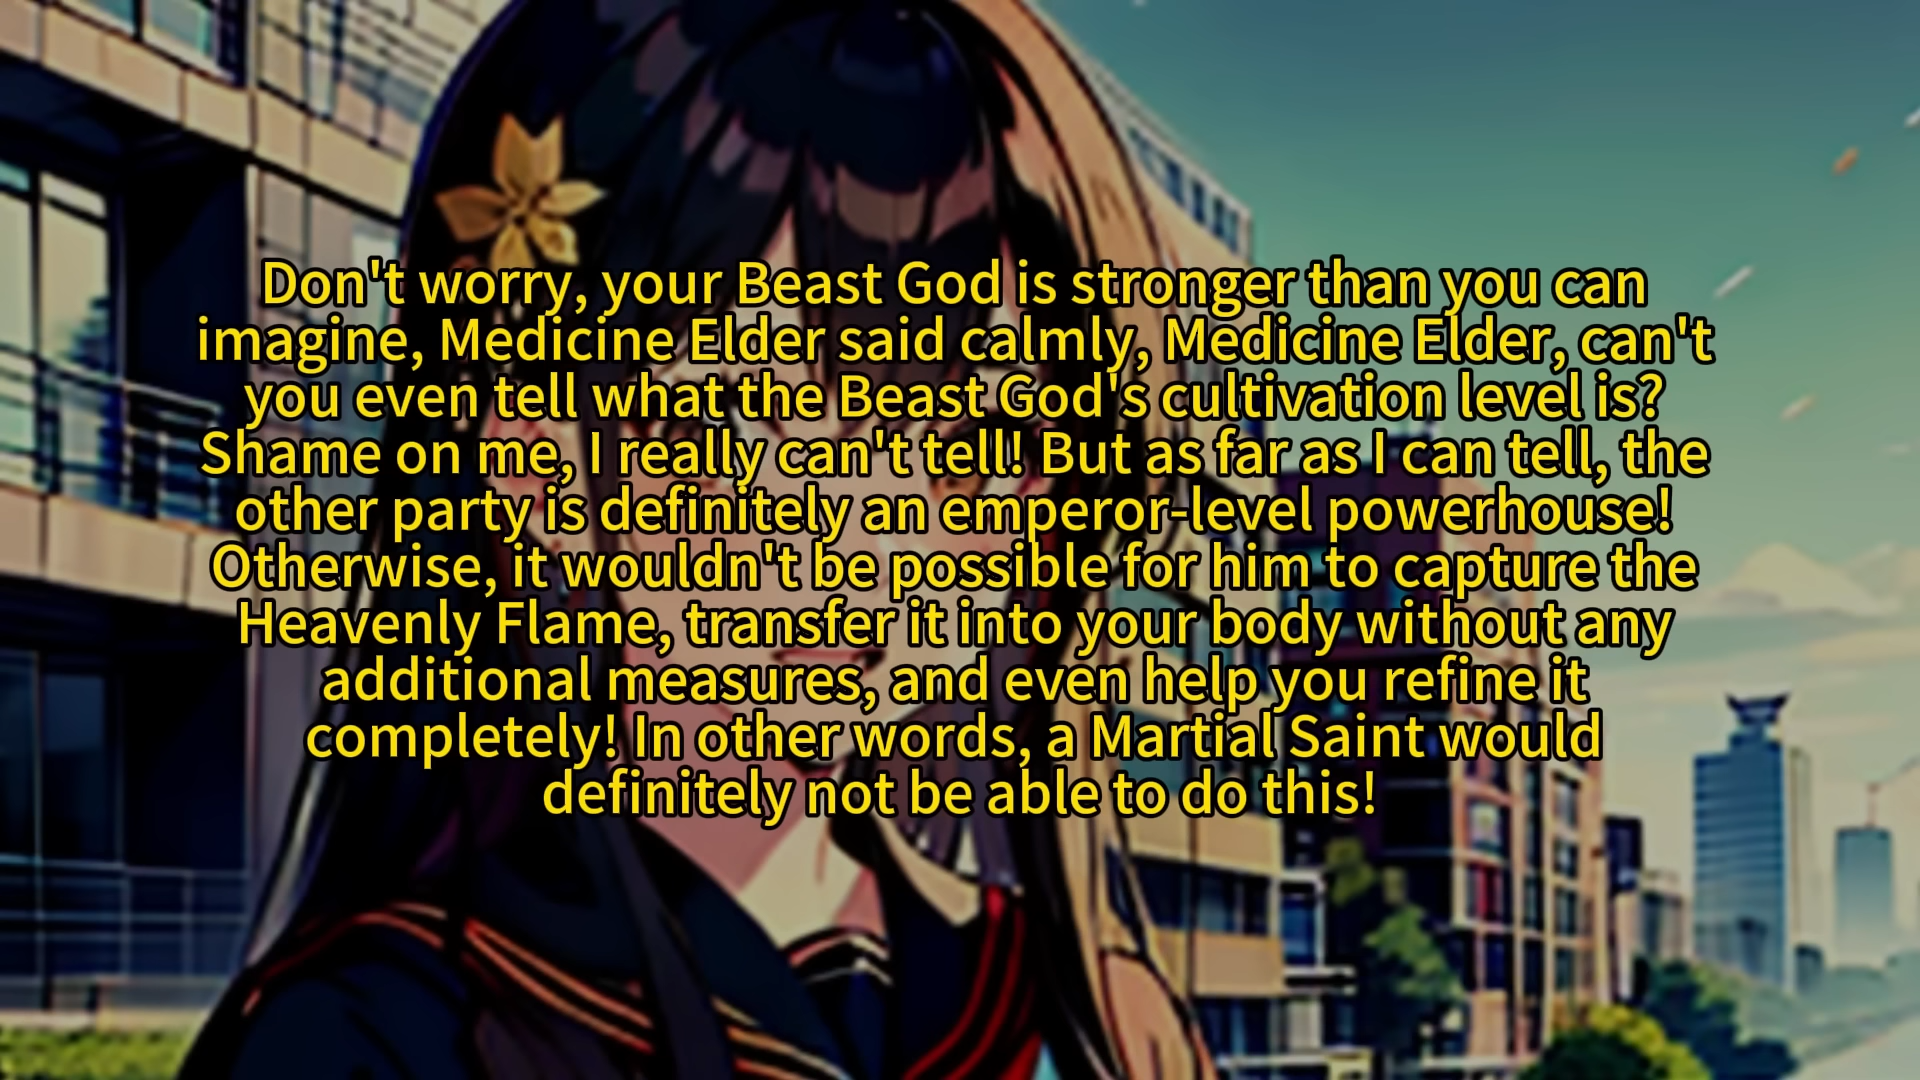 Don't worry, your Beast God is stronger than you can
imagine, Medicine Elder said calmly, Medicine Elder, can't
you even tell what the Beast God's cultivation level is?
Shame on me, I really can't tell! But as far as I can tell, the
other party is definitely an emperor-level powerhouse!
Otherwise, it wouldn't be possible for him to capture the
Heavenly Flame, transfer it into your body without any
additional measures, and even help you refine it
completely! In other words, a Martial Saint would
definitely not be able to do this!